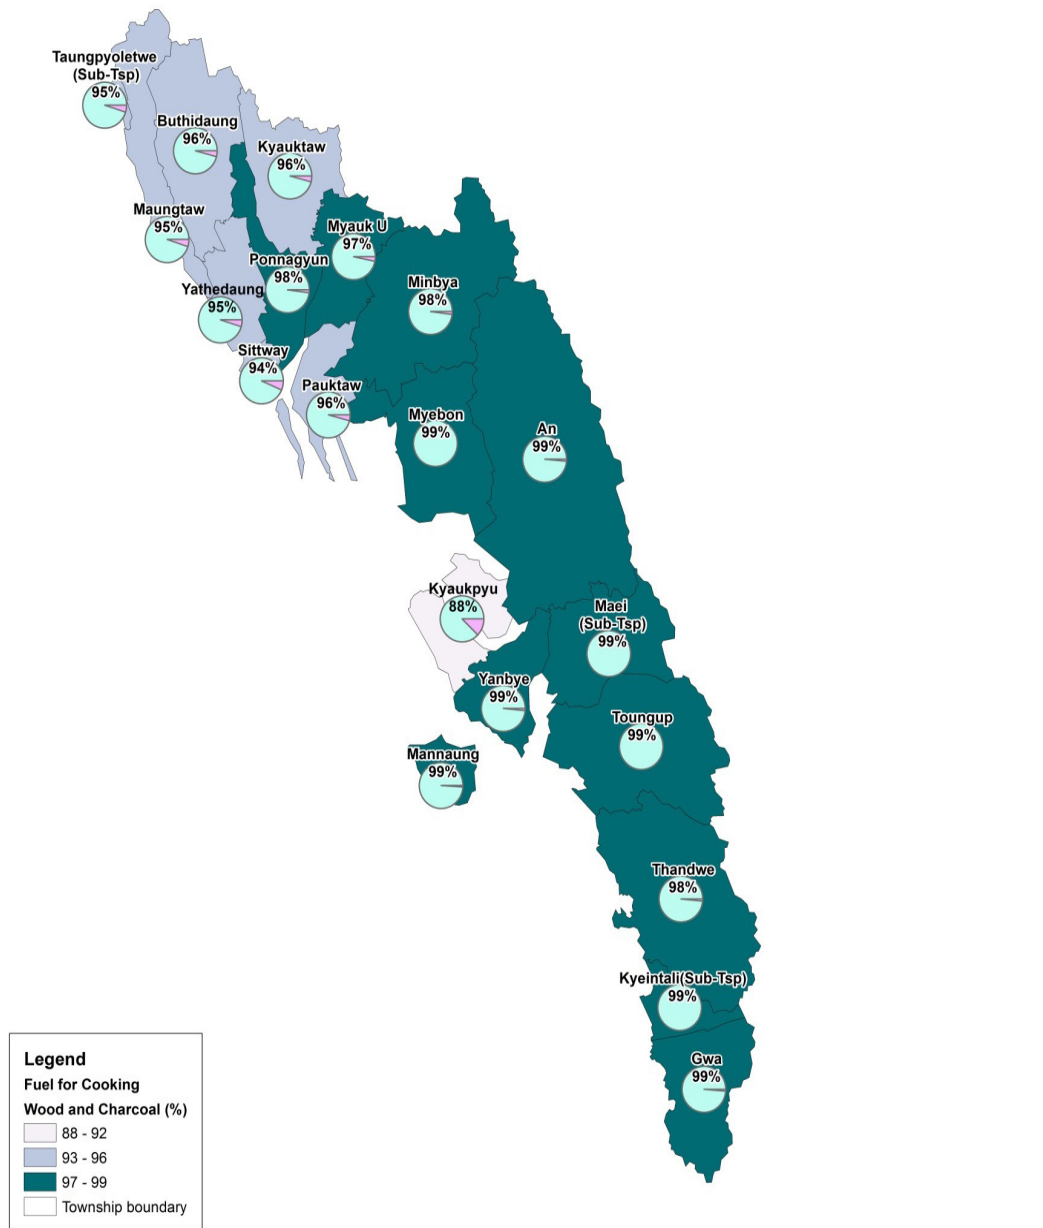 Taungpyoletwe
(Sub-Tsp)
95%
Buthidaung
96%
Kyauktaw
96%
Maungtaw
95%
Myauk U
97%
Ponnagyun
98%
Minbya
98%
Yathedaung
95%
Sittway
94%
Pauktaw
96%
Myebon
99%
An
99%
Kyaukpyu
88%
Maei
(Sub-Tsp)
99%
Yanbye
99%
Toungup
99%
Mannaung
99%
Thandwe
98%
Kyeintali(Sub-Tsp)
99%
Gwa
99%
Legend
Fuel for Cooking
Wood and Charcoal (%)
88 - 92
93 - 96
97 - 99
Township boundary